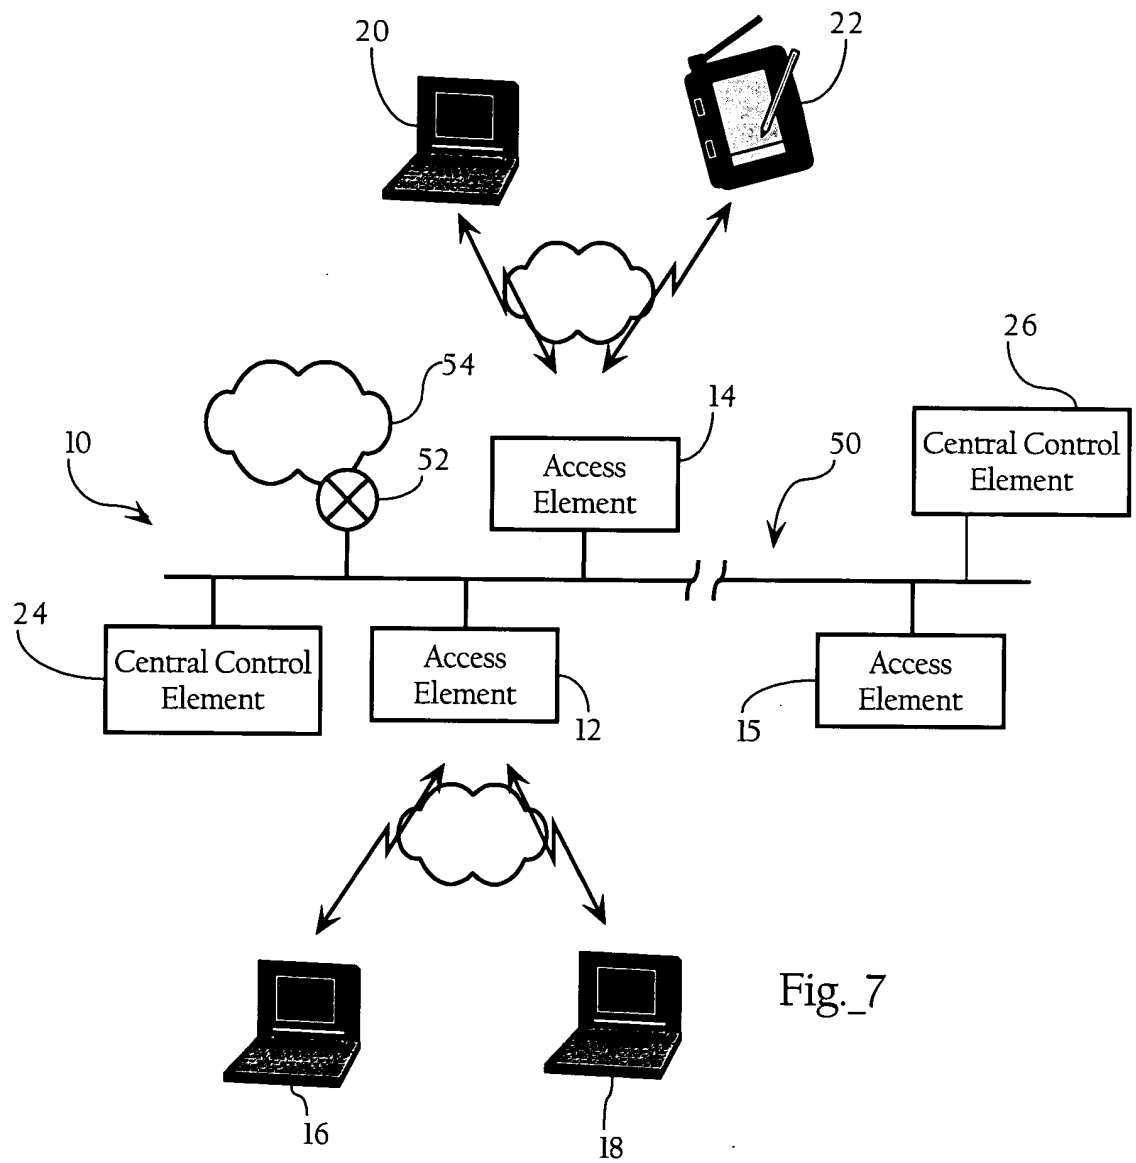 20
22
54
26
14
10
52
50
Access
Element
Central Control
Element
24
Central Control
Element
Access
Element
12
Access
Element
15
Fig._7
16
18